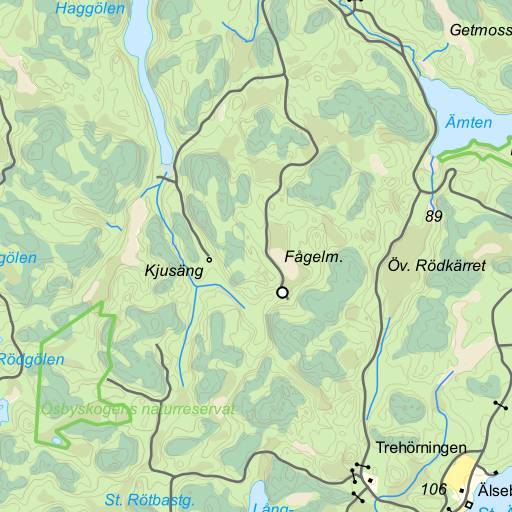 Haggölen
Getmoss
Ämten
89
gölen
Kjusäng
Fågelm.
Öv. Rödkärret
Rödgölen
Ösbyskogens naturreservat
Trehörningen
106
Älseb
St. Rötbastg.
Lång-